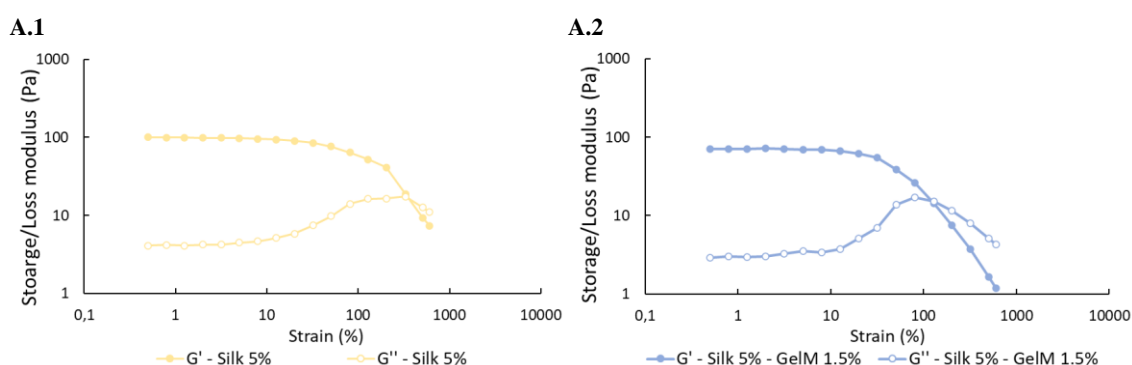 A.1
Stoarge/Loss modulus (Pa)
1000
100
10
1
0,1 1 10 100 1000 10000
Strain (%)
G' - Silk 5% G'' - Silk 5%
A.2
Storage/Loss modulus (Pa)
1000
100
10
1
0,1 1 10 100 1000 10000
Strain (%)
G' - Silk 5% - GelM 1.5% G'' - Silk 5% - GelM 1.5%